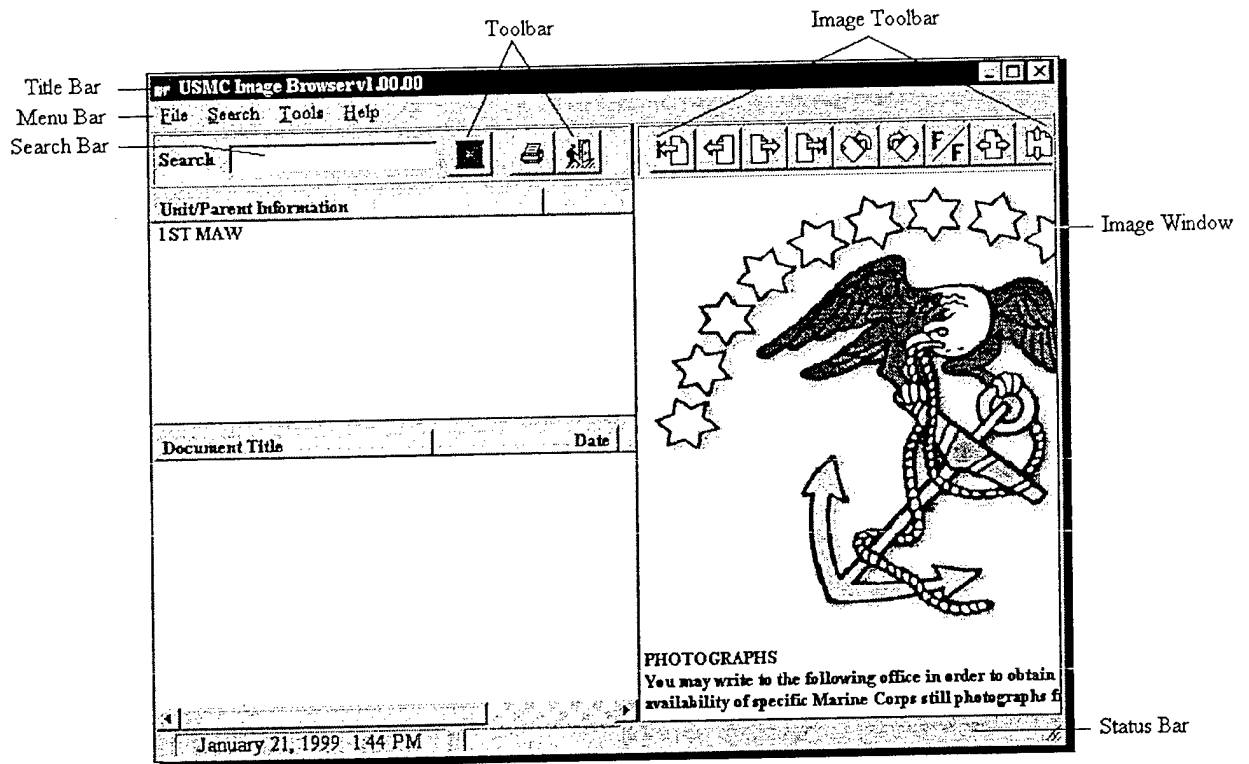 Toolbar
Image Toolbar
Title Bar
USMC Image Browser v1.00.00
Menu Bar
File Search Tools Help
Search Bar
Search
F/F
Unit/Parent Information
1ST MAW
Image Window
Document Title Date
PHOTOGRAPHS
You may write to the following office in order to obtain
availability of specific Marine Corps still photographs f
January 21, 1999 1:44 PM
Status Bar